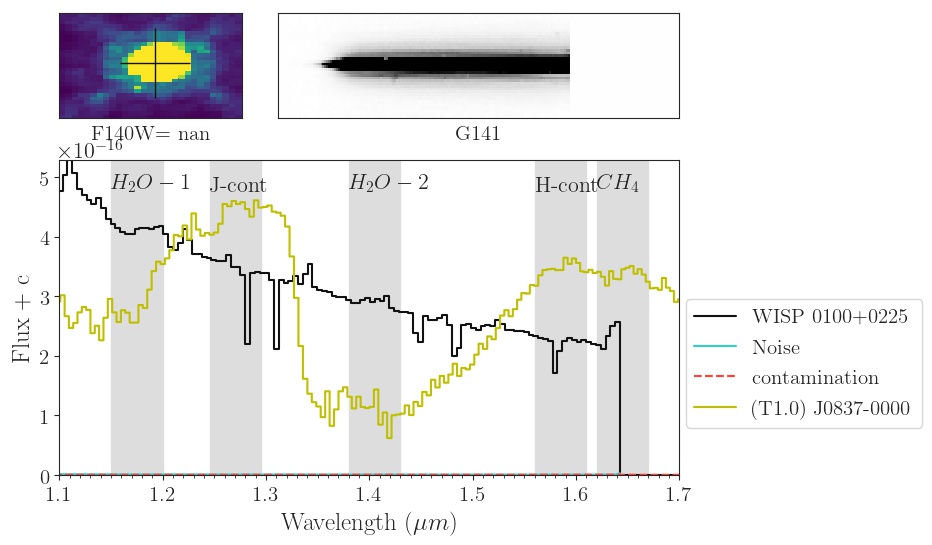 F140W= nan
G141
×10−16
H2O − 1
J-cont
H2O − 2
H-cont
CH4
5
4
3
2
1
0
Flux + c
1.1
1.2
1.3
1.4
1.5
1.6
1.7
Wavelength (μm)
WISP 0100+0225
Noise
contamination
(T1.0) J0837-0000